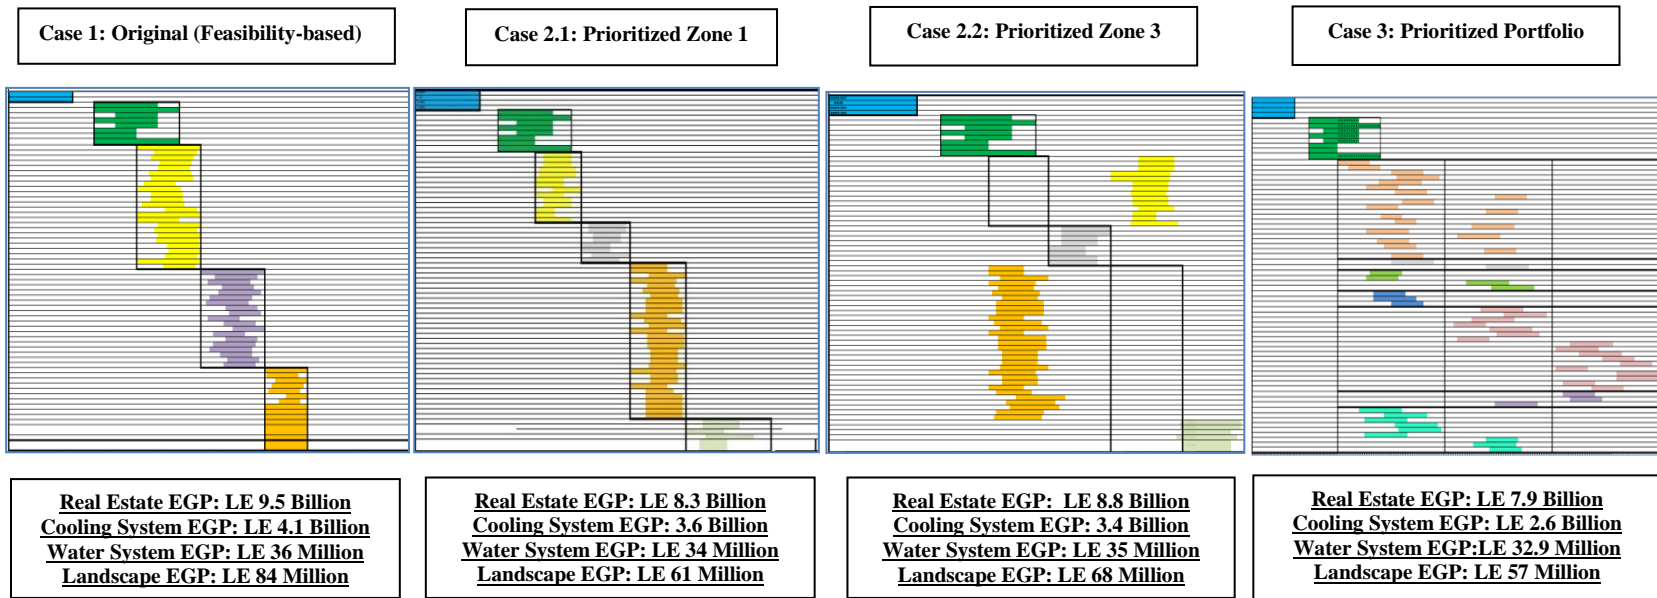 Case 1: Original (Feasibility-based)
Case 2.1: Prioritized Zone 1
Case 2.2: Prioritized Zone 3
Case 3: Prioritized Portfolio
Real Estate EGP: LE 9.5 Billion
Cooling System EGP: LE 4.1 Billion
Water System EGP: LE 36 Million
Landscape EGP: LE 84 Million
Real Estate EGP: LE 8.3 Billion
Cooling System EGP: 3.6 Billion
Water System EGP: LE 34 Million
Landscape EGP: LE 61 Million
Real Estate EGP: LE 8.8 Billion
Cooling System EGP: 3.4 Billion
Water System EGP: LE 35 Million
Landscape EGP: LE 68 Million
Real Estate EGP: LE 7.9 Billion
Cooling System EGP: LE 2.6 Billion
Water System EGP:LE 32.9 Million
Landscape EGP: LE 57 Million